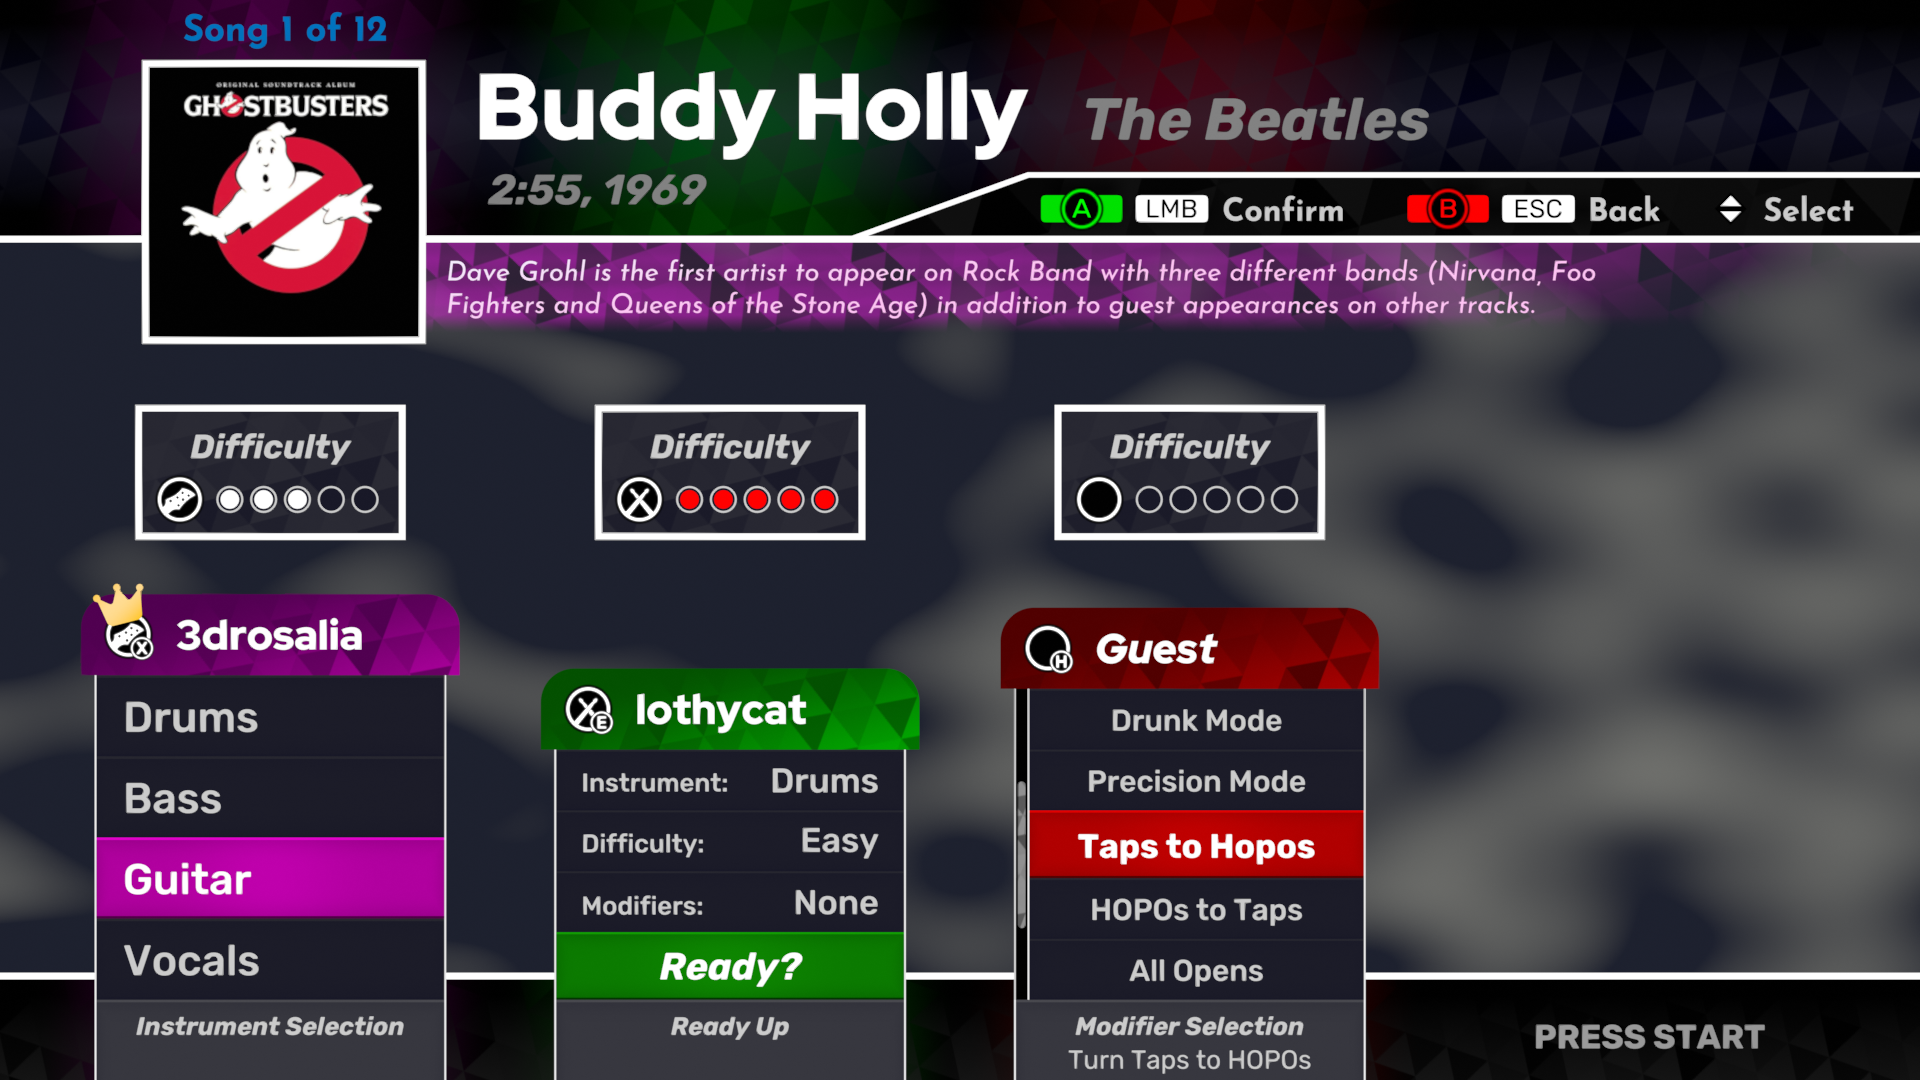 Song 1 of 12
ORIGINAL SOUNDTRACK ALBUM
GHOSTBUSTERS
Buddy Holly The Beatles
2:55, 1969
A LMB Confirm B ESC Back Select
Dave Grohl is the first artist to appear on Rock Band with three different bands (Nirvana, Foo
Fighters and Queens of the Stone Age) in addition to guest appearances on other tracks.
Difficulty
X Difficulty
Difficulty
X 3drosalia
Drums
Bass
Guitar
Vocals
Instrument Selection
X E lothycat
Instrument: Drums
Difficulty: Easy
Modifiers: None
Ready?
Ready Up
H Guest
Drunk Mode
Precision Mode
Taps to Hopos
HOPOs to Taps
All Opens
Modifier Selection
Turn Taps to HOPOs
PRESS START